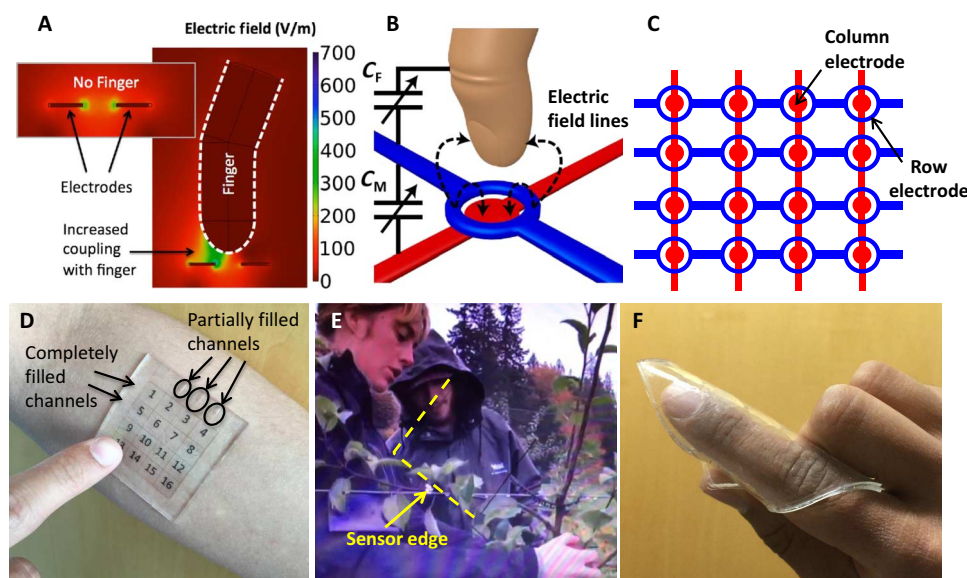 A
Electric field (V/m)
No Finger
Electrodes
Increased
coupling
with finger
Finger
700
600
500
400
300
200
100
0
B
C_F
C_M
Electric
field lines
C
Column
electrode
Row
electrode
D
Partially filled
channels
Completely
filled
channels
1 2 3 4
5 6 7 8
9 10 11 12
13 14 15 16
E
Sensor edge
F